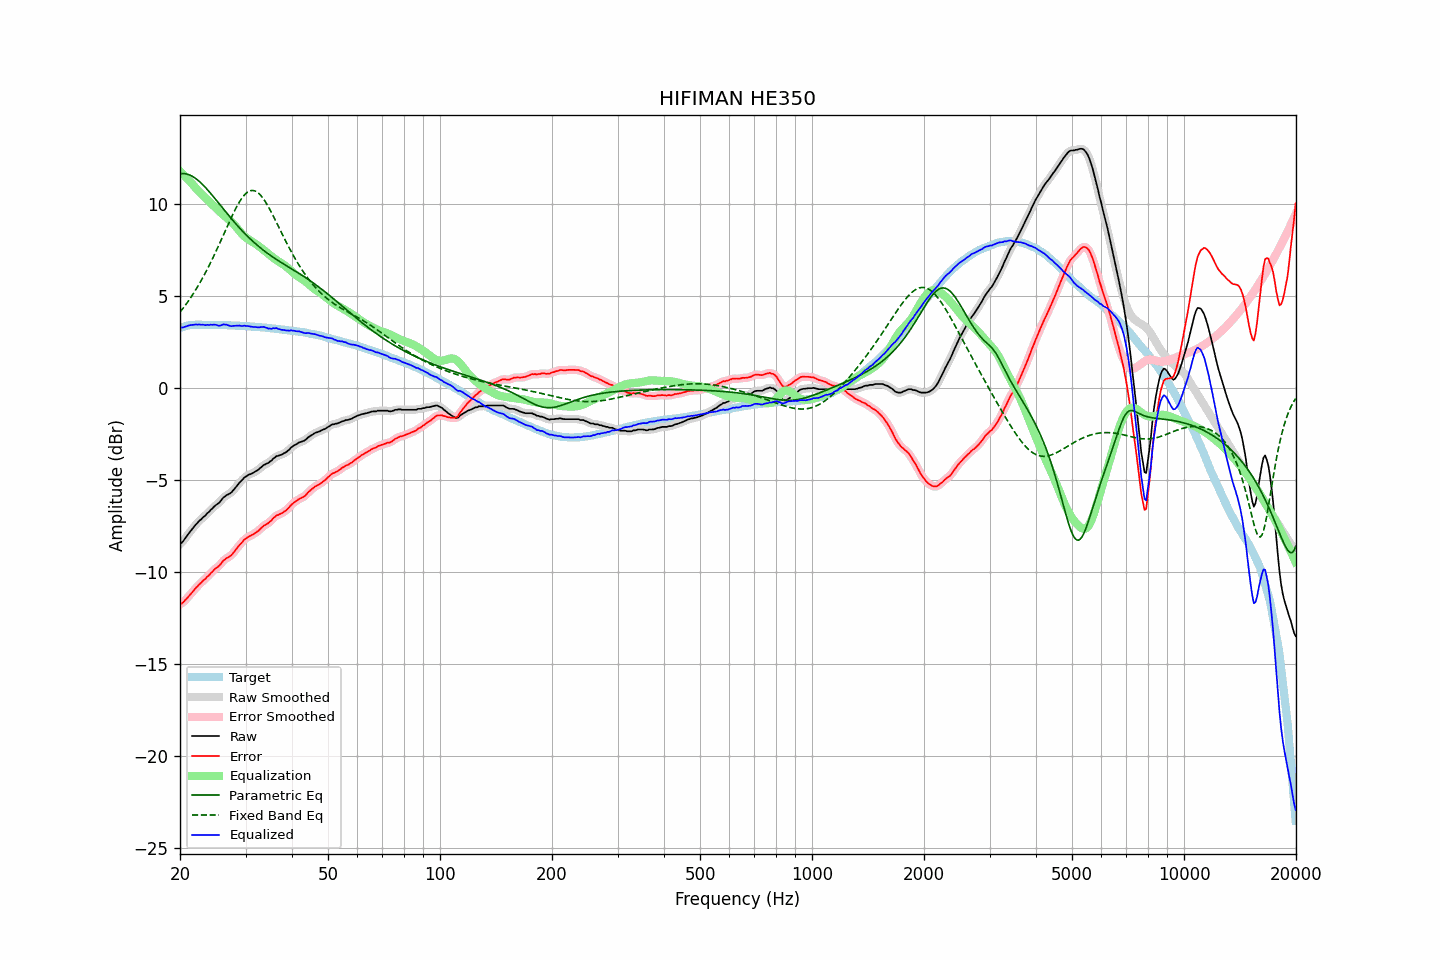 HIFIMAN HE350
Amplitude (dBr)
10
5
0
−5
−10
−15
−20
−25
Target
Raw Smoothed
Error Smoothed
Raw
Error
Equalization
Parametric Eq
Fixed Band Eq
Equalized
20 50 100 200 500 1000 2000 5000 10000 20000
Frequency (Hz)